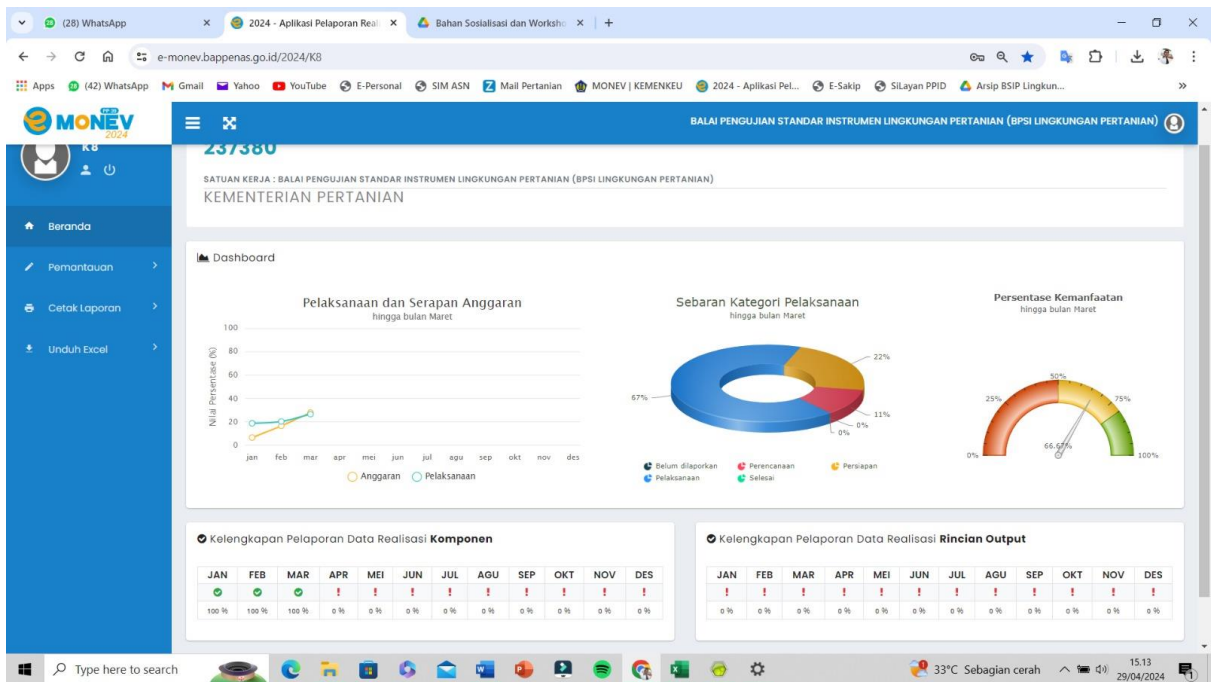 (28) WhatsApp
2024 - Aplikasi Pelaporan Real
Bahan Sosialisasi dan Worksho
e-monev.bappenas.go.id/2024/K8
Apps (42) WhatsApp Gmail Yahoo YouTube E-Personal SIM ASN Mail Pertanian MONEV | KEMENKEU 2024 - Aplikasi Pel... E-Sakip SiLayan PPID Arsip BSIP Lingkun...
e MONEV
2024
BALAI PENGUJIAN STANDAR INSTRUMEN LINGKUNGAN PERTANIAN (BPSI LINGKUNGAN PERTANIAN)
K8
Beranda
Pemantauan
Cetak Laporan
Unduh Excel
237380
SATUAN KERJA : BALAI PENGUJIAN STANDAR INSTRUMEN LINGKUNGAN PERTANIAN (BPSI LINGKUNGAN PERTANIAN)
KEMENTERIAN PERTANIAN
Dashboard
Pelaksanaan dan Serapan Anggaran
hingga bulan Maret
Nilai Persentase (%)
100
80
60
40
20
0
jan feb mar apr mei jun jul agu sep okt nov des
Anggaran Pelaksanaan
Sebaran Kategori Pelaksanaan
hingga bulan Maret
22%
67%
11%
0%
0%
Belum dilaporkan Perencanaan Persiapan
Pelaksanaan Selesai
Persentase Kemanfaatan
hingga bulan Maret
50%
25% 75%
66.67%
0% 100%
Kelengkapan Pelaporan Data Realisasi Komponen
JAN FEB MAR APR MEI JUN JUL AGU SEP OKT NOV DES
! ! ! ! ! ! ! ! !
100 % 100 % 100 % 0 % 0 % 0 % 0 % 0 % 0 % 0 % 0 % 0 %
Kelengkapan Pelaporan Data Realisasi Rincian Output
JAN FEB MAR APR MEI JUN JUL AGU SEP OKT NOV DES
! ! ! ! ! ! ! ! ! ! ! !
0 % 0 % 0 % 0 % 0 % 0 % 0 % 0 % 0 % 0 % 0 % 0 %
Type here to search
33°C Sebagian cerah
15.13
29/04/2024